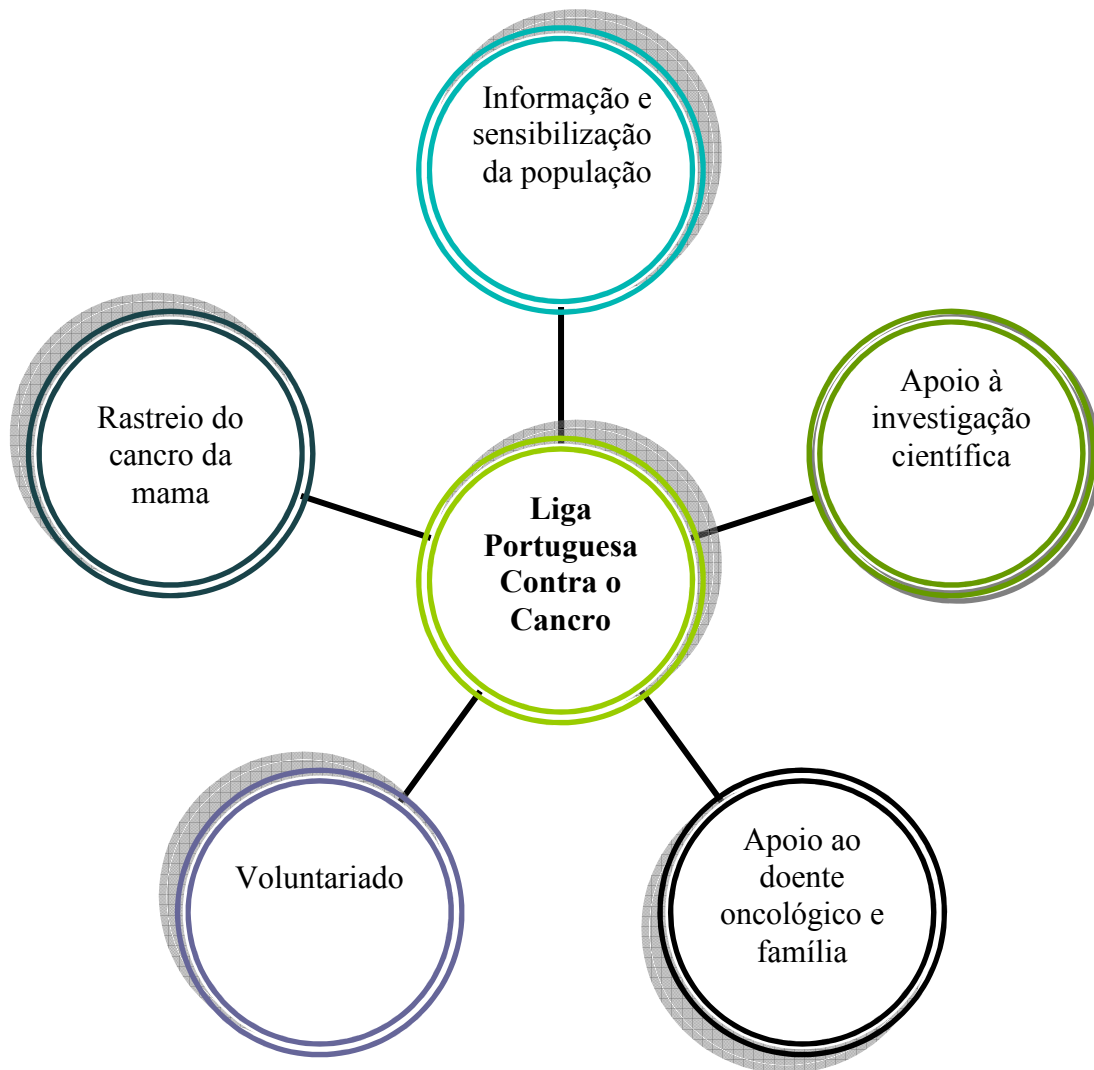 Informação e
sensibilização
da população
Rastreio do
cancro da
mama
Apoio à
investigação
científica
Liga
Portuguesa
Contra o
Cancro
Voluntariado
Apoio ao
doente
oncológico e
família